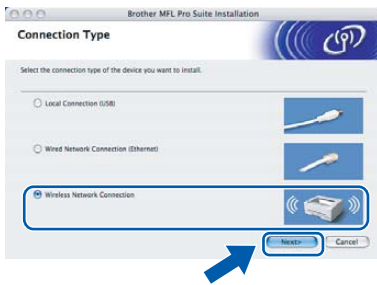 Brother MFL Pro Suite Installation
Connection Type
Select the connection type of the device you want to install.
Local Connection (USB)
Wired Network Connection (Ethernet)
Wireless Network Connection
Next>
Cancel